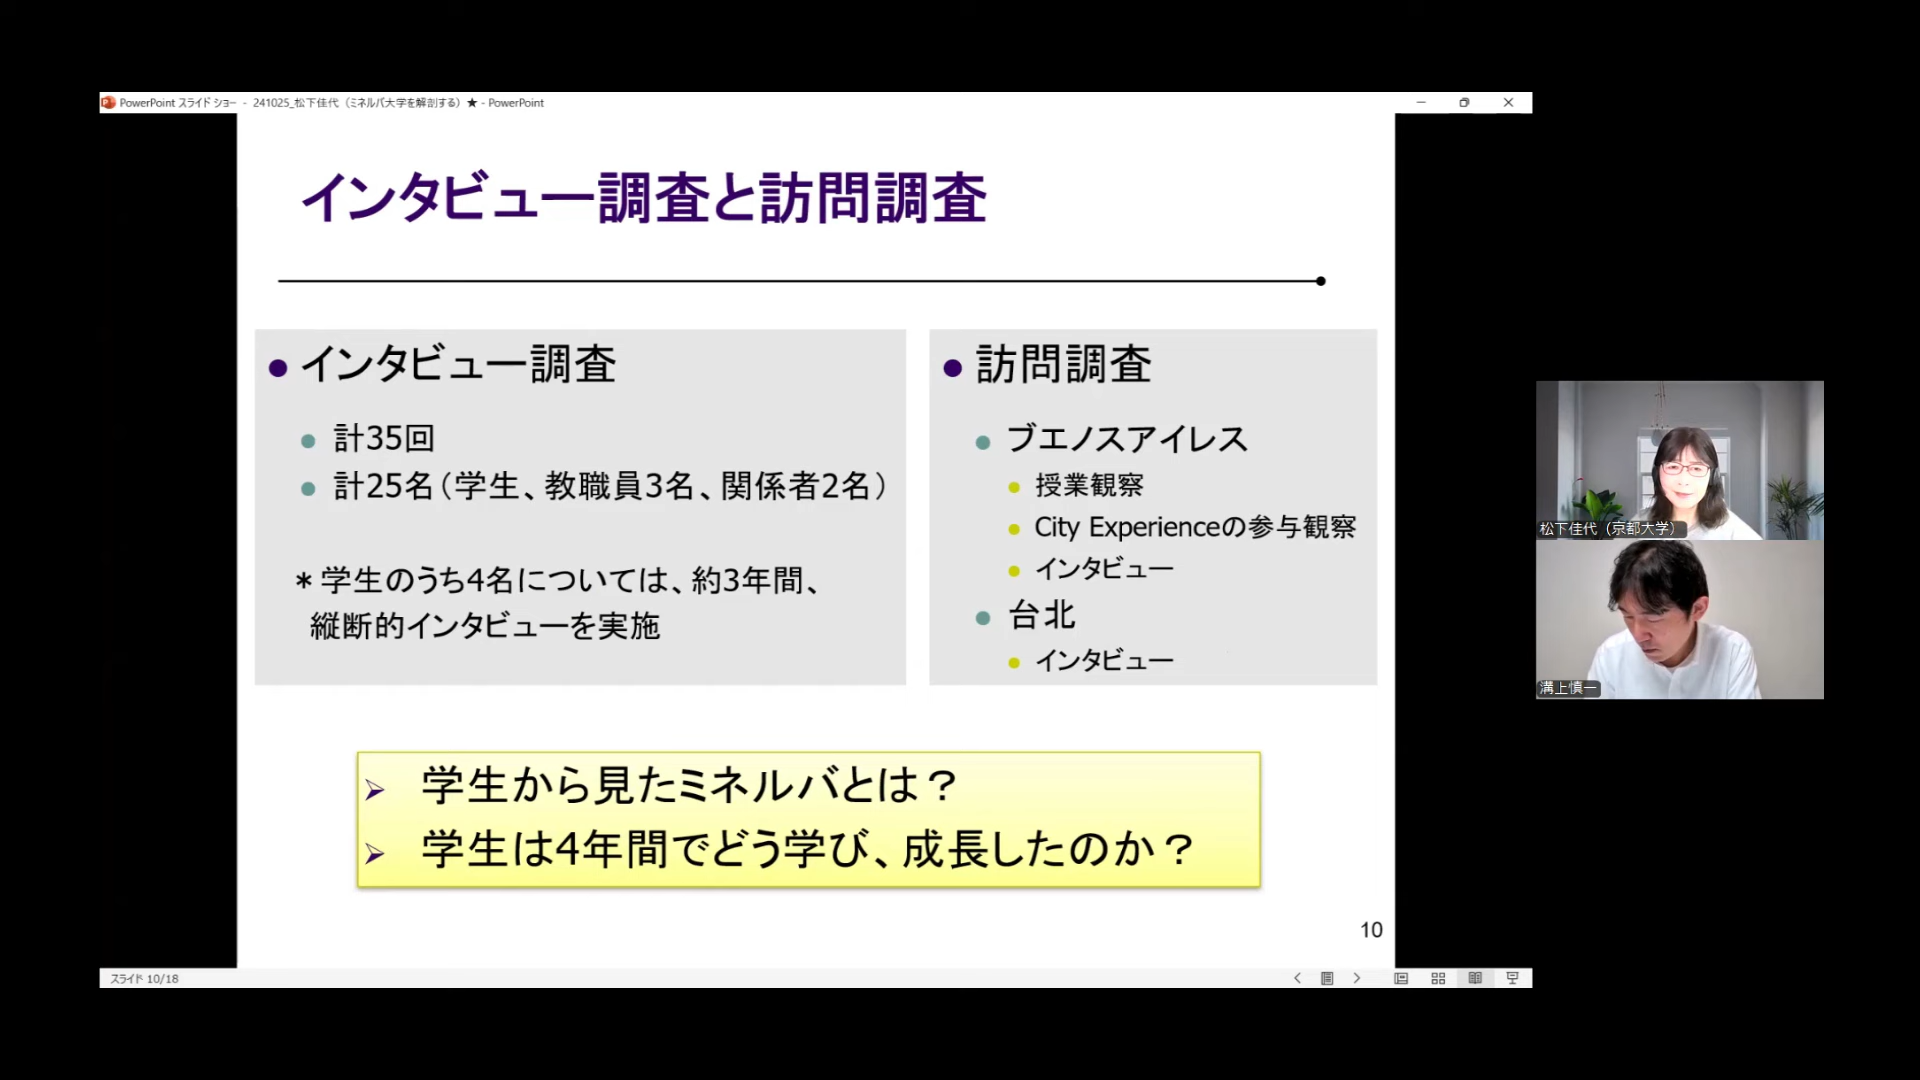 PowerPoint スライド ショー - 241025_松下佳代（ミネルバ大学を解剖する）★ - PowerPoint
インタビュー調査と訪問調査
● インタビュー調査
● 計35回
● 計25名（学生、教職員3名、関係者2名）
＊学生のうち4名については、約3年間、
縦断的インタビューを実施
● 訪問調査
● ブエノスアイレス
● 授業観察
● City Experienceの参与観察
● インタビュー
● 台北
● インタビュー
➢ 学生から見たミネルバとは？
➢ 学生は4年間でどう学び、成長したのか？
10
スライド 10/18
松下佳代（京都大学）
溝上慎一